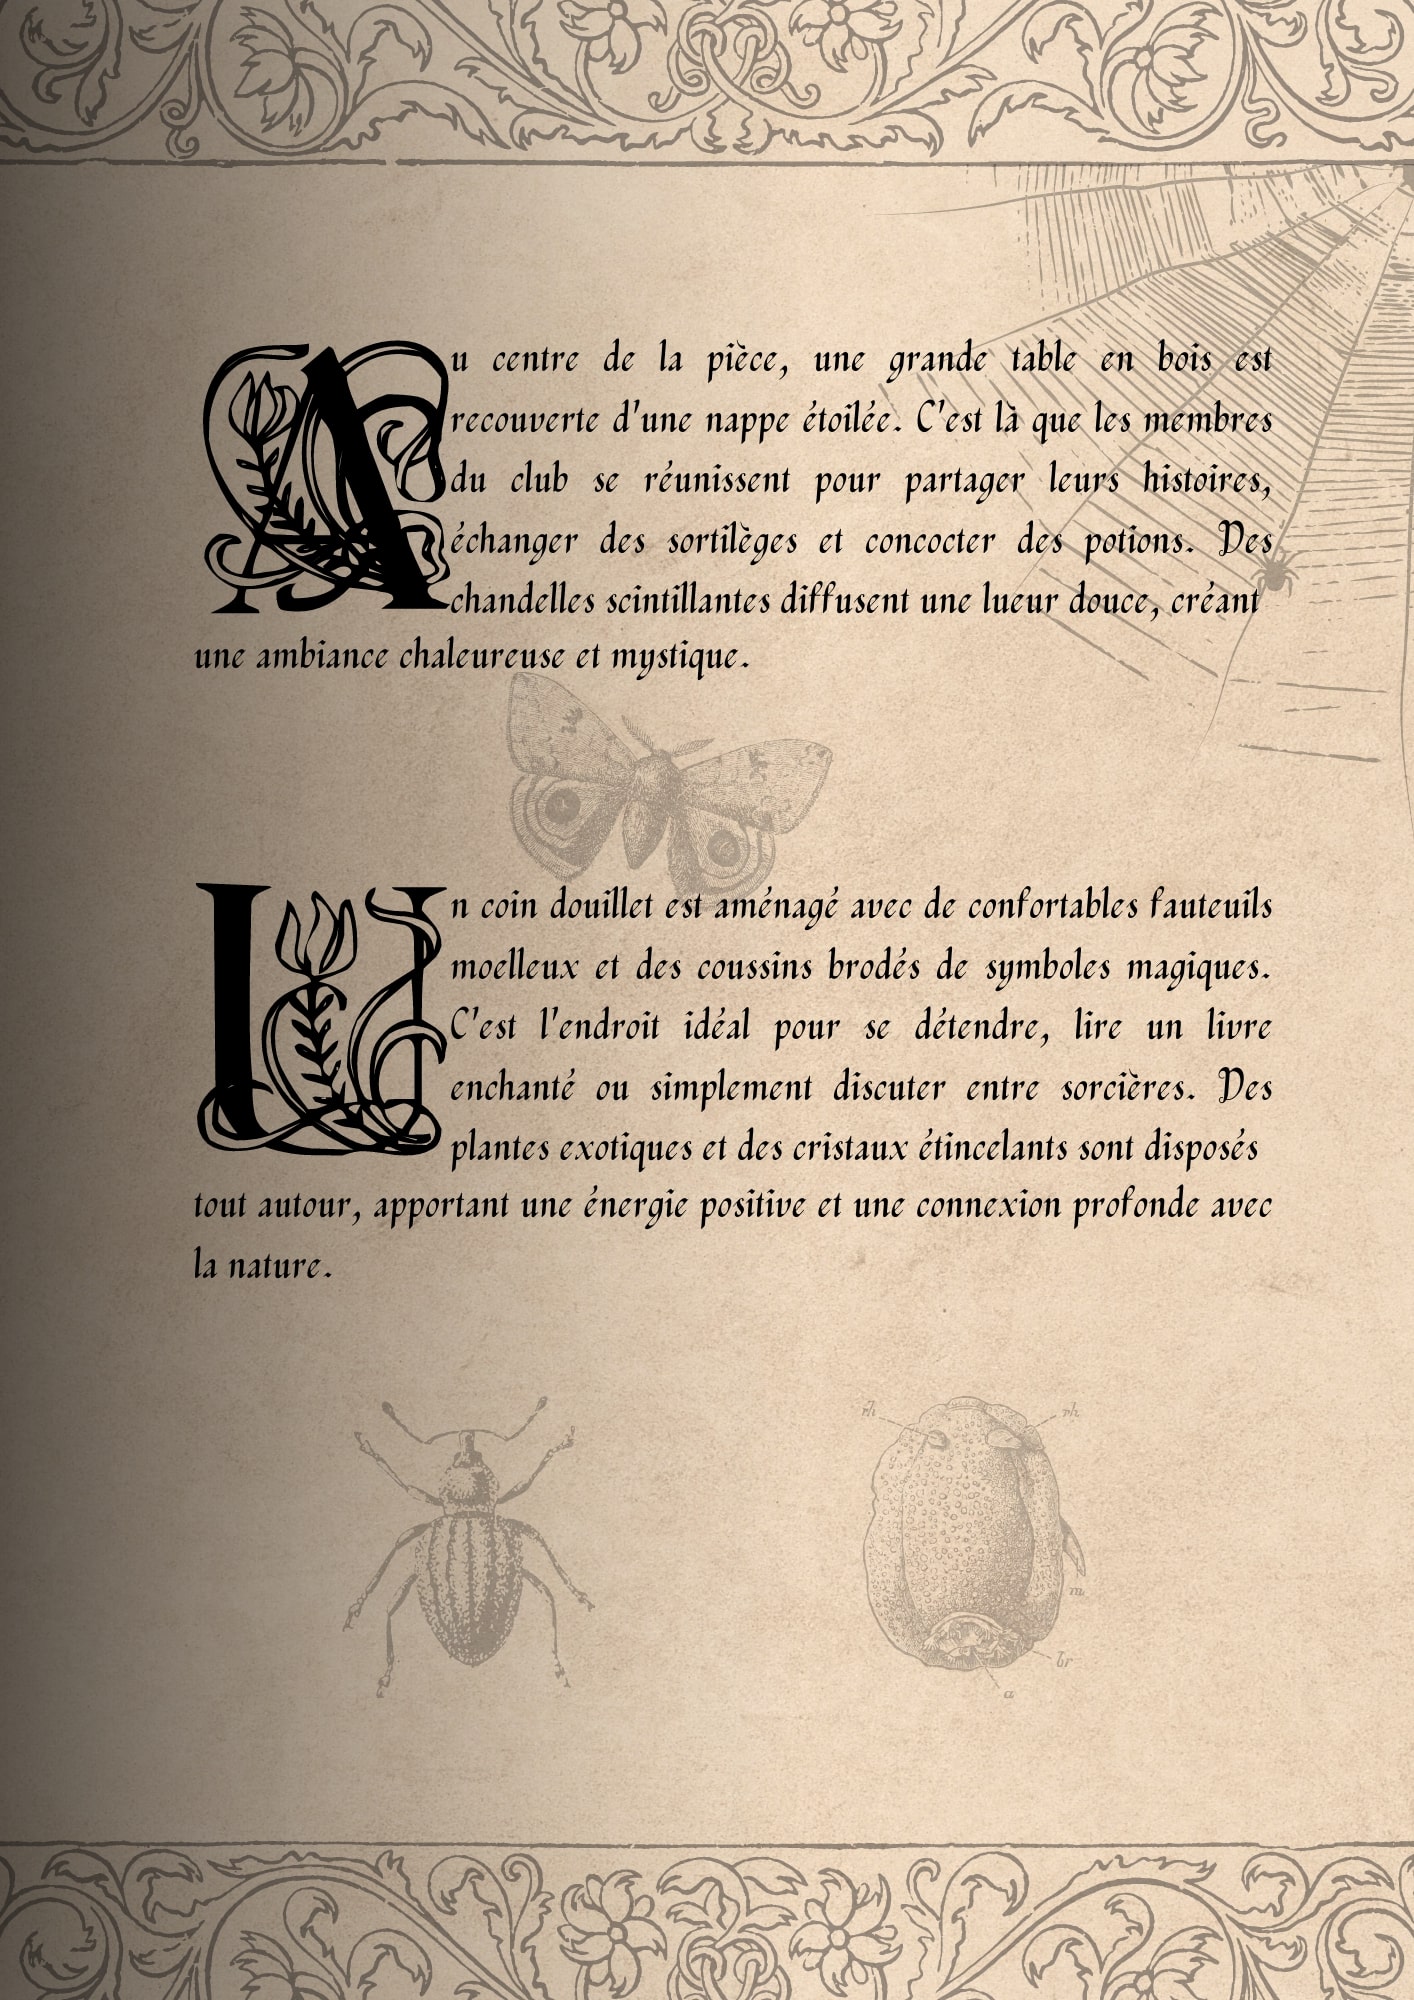 Au centre de la pièce, une grande table en bois est
recouverte d'une nappe étoilée. C'est là que les membres
du club se réunissent pour partager leurs histoires,
échanger des sortilèges et concocter des potions. Des
chandelles scintillantes diffusent une lueur douce, créant
une ambiance chaleureuse et mystique.
Un coin douillet est aménagé avec de confortables fauteuils
moelleux et des coussins brodés de symboles magiques.
C'est l'endroit idéal pour se détendre, lire un livre
enchanté ou simplement discuter entre sorcières. Des
plantes exotiques et des cristaux étincelants sont disposés
tout autour, apportant une énergie positive et une connexion profonde avec
la nature.
rh
rh
m
br
a